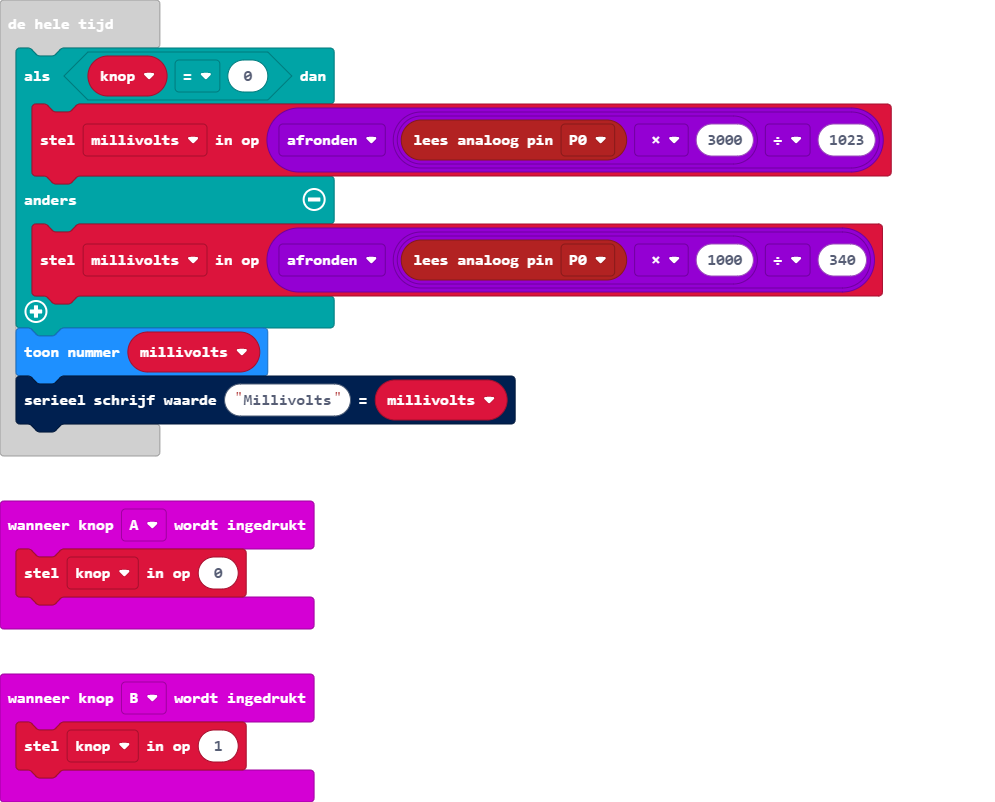 de hele tijd
als knop = 0 dan
stel millivolts in op afronden lees analoog pin P0 × 3000 ÷ 1023
anders
stel millivolts in op afronden lees analoog pin P0 × 1000 ÷ 340
toon nummer millivolts
serieel schrijf waarde "Millivolts" = millivolts
wanneer knop A wordt ingedrukt
stel knop in op 0
wanneer knop B wordt ingedrukt
stel knop in op 1